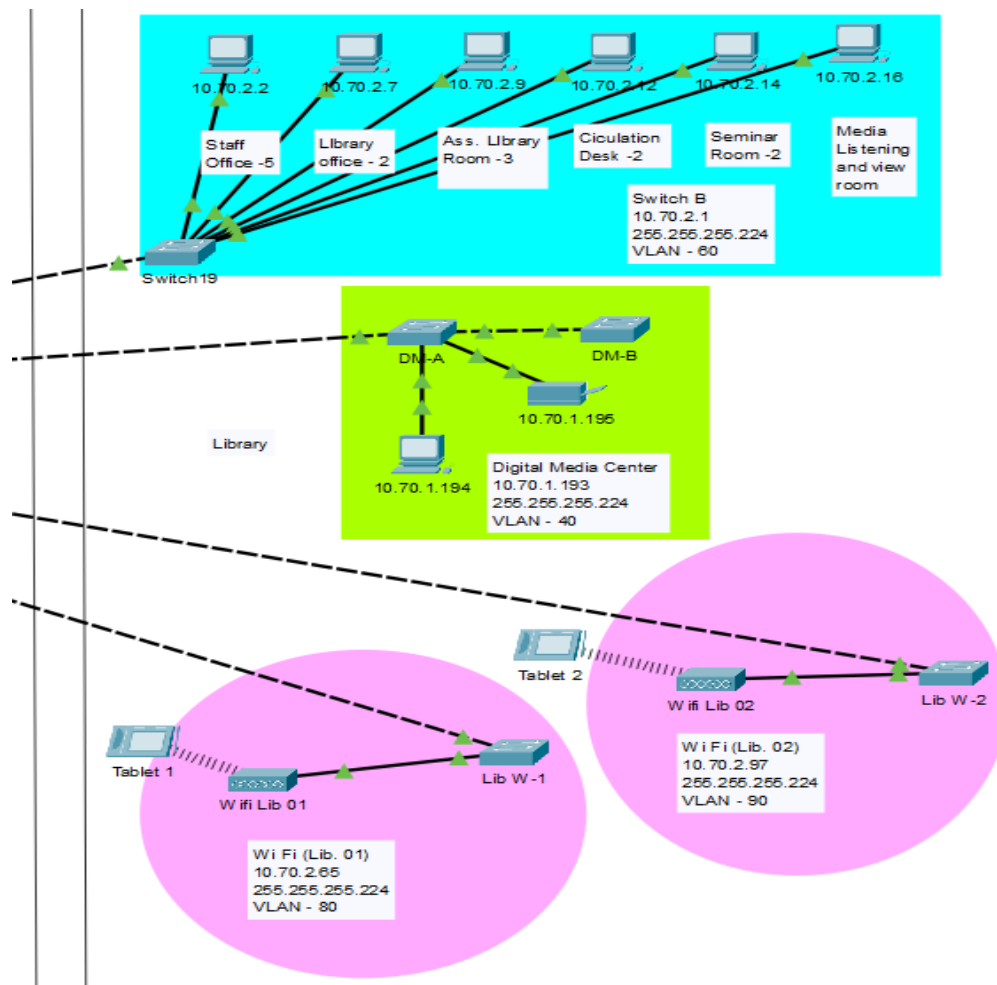 10.70.2.2
10.70.2.7
10.70.2.9
10.70.2.12
10.70.2.14
10.70.2.16
Staff
Office -5
Library
office - 2
Ass. Library
Room -3
Ciculation
Desk -2
Seminar
Room -2
Media
Listening
and view
room
Switch B
10.70.2.1
255.255.255.224
VLAN - 60
Switch19
DM-A
DM-B
10.70.1.195
Library
10.70.1.194
Digital Media Center
10.70.1.193
255.255.255.224
VLAN - 40
Tablet 2
Wifi Lib 02
Lib W-2
WiFi (Lib. 02)
10.70.2.97
255.255.255.224
VLAN - 90
Tablet 1
Wifi Lib 01
Lib W-1
Wi Fi (Lib. 01)
10.70.2.65
255.255.255.224
VLAN - 80